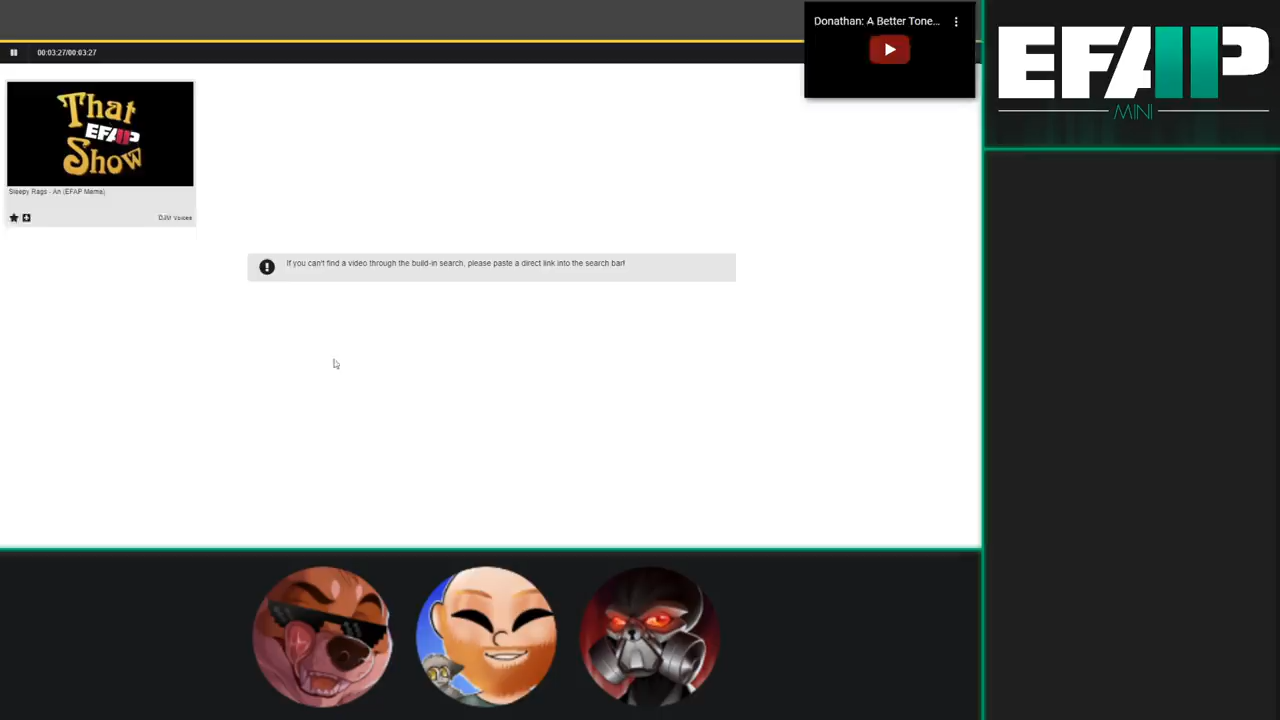 00:03:27/00:03:27
Donathan: A Better Tone...
EFAP
MINI
That
EFAP
Show
Sleepy Rags - An (EFAP Meme)
DJM Voices
If you can't find a video through the build-in search, please paste a direct link into the search bar!